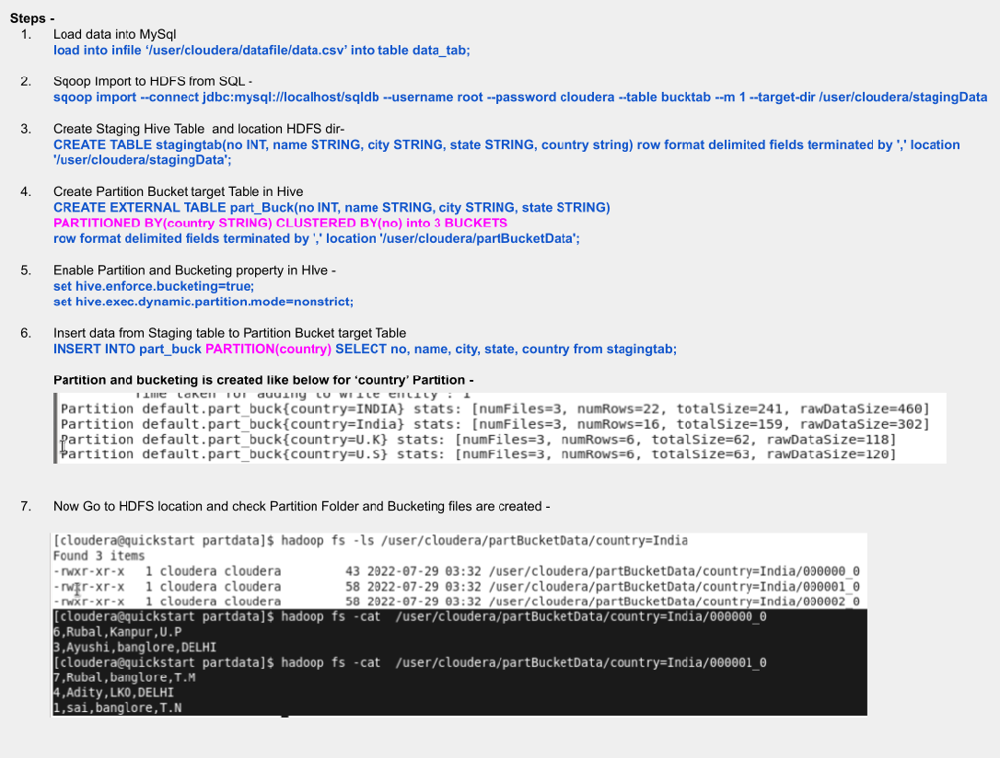 Steps -
1. Load data into MySql
load into infile ‘/user/cloudera/datafile/data.csv’ into table data_tab;
2. Sqoop Import to HDFS from SQL -
sqoop import --connect jdbc:mysql://localhost/sqldb --username root --password cloudera --table bucktab --m 1 --target-dir /user/cloudera/stagingData
3. Create Staging Hive Table and location HDFS dir-
CREATE TABLE stagingtab(no INT, name STRING, city STRING, state STRING, country string) row format delimited fields terminated by ',' location
'/user/cloudera/stagingData';
4. Create Partition Bucket target Table in Hive
CREATE EXTERNAL TABLE part_Buck(no INT, name STRING, city STRING, state STRING)
PARTITIONED BY(country STRING) CLUSTERED BY(no) into 3 BUCKETS
row format delimited fields terminated by ',' location '/user/cloudera/partBucketData';
5. Enable Partition and Bucketing property in HIve -
set hive.enforce.bucketing=true;
set hive.exec.dynamic.partition.mode=nonstrict;
6. Insert data from Staging table to Partition Bucket target Table
INSERT INTO part_buck PARTITION(country) SELECT no, name, city, state, country from stagingtab;
Partition and bucketing is created like below for ‘country’ Partition -
Time taken for adding to write entity : 1
Partition default.part_buck{country=INDIA} stats: [numFiles=3, numRows=22, totalSize=241, rawDataSize=460]
Partition default.part_buck{country=India} stats: [numFiles=3, numRows=16, totalSize=159, rawDataSize=302]
Partition default.part_buck{country=U.K} stats: [numFiles=3, numRows=6, totalSize=62, rawDataSize=118]
Partition default.part_buck{country=U.S} stats: [numFiles=3, numRows=6, totalSize=63, rawDataSize=120]
7. Now Go to HDFS location and check Partition Folder and Bucketing files are created -
[cloudera@quickstart partdata]$ hadoop fs -ls /user/cloudera/partBucketData/country=India
Found 3 items
-rwxr-xr-x 1 cloudera cloudera 43 2022-07-29 03:32 /user/cloudera/partBucketData/country=India/000000_0
-rwxr-xr-x 1 cloudera cloudera 58 2022-07-29 03:32 /user/cloudera/partBucketData/country=India/000001_0
-rwxr-xr-x 1 cloudera cloudera 58 2022-07-29 03:32 /user/cloudera/partBucketData/country=India/000002_0
[cloudera@quickstart partdata]$ hadoop fs -cat /user/cloudera/partBucketData/country=India/000000_0
6,Rubal,Kanpur,U.P
3,Ayushi,banglore,DELHI
[cloudera@quickstart partdata]$ hadoop fs -cat /user/cloudera/partBucketData/country=India/000001_0
7,Rubal,banglore,T.M
4,Adity,LKO,DELHI
1,sai,banglore,T.N